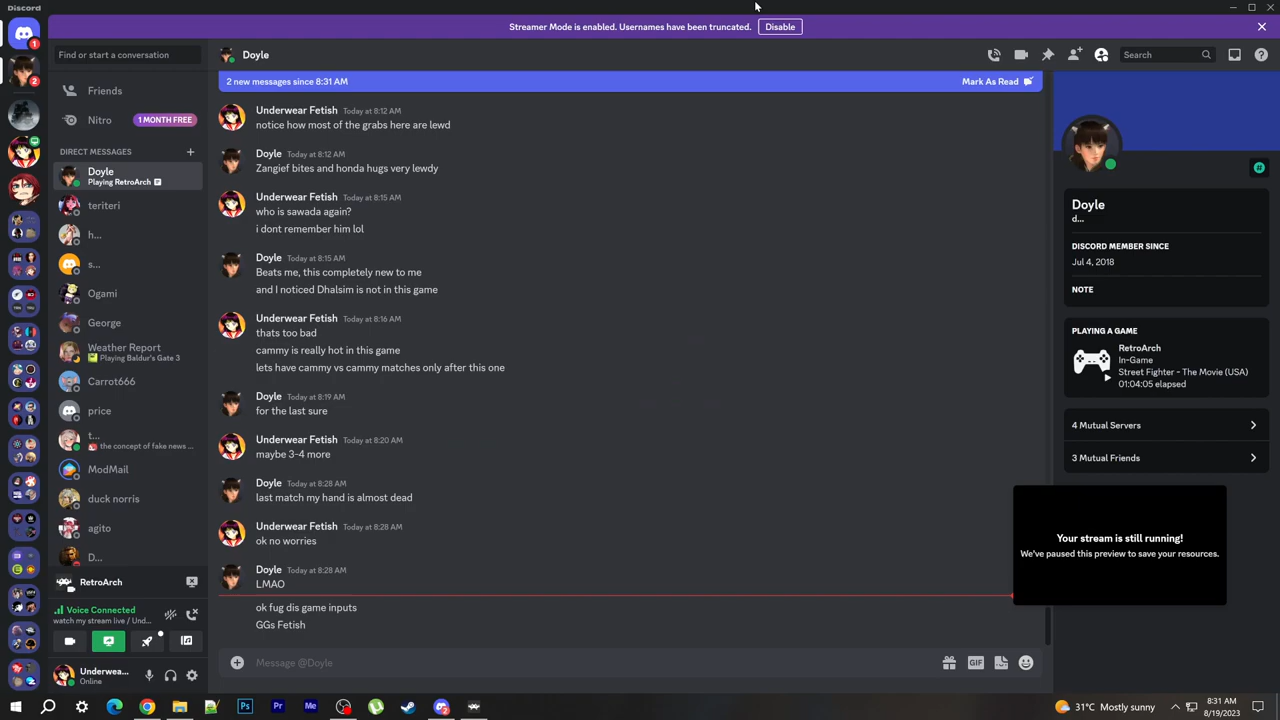 Discord
Streamer Mode is enabled. Usernames have been truncated.
Disable
1
2
Find or start a conversation
Friends
Nitro
1 MONTH FREE
DIRECT MESSAGES
Doyle
Playing RetroArch
teriteri
h...
s...
Ogami
George
Weather Report
Playing Baldur's Gate 3
Carrot666
price
t...
the concept of fake news ...
ModMail
duck norris
agito
D...
RetroArch
Voice Connected
watch my stream live / Und...
Underwea...
Online
Doyle
Search
2 new messages since 8:31 AM
Mark As Read
Underwear Fetish Today at 8:12 AM
notice how most of the grabs here are lewd
Doyle Today at 8:12 AM
Zangief bites and honda hugs very lewdy
Underwear Fetish Today at 8:15 AM
who is sawada again?
i dont remember him lol
Doyle Today at 8:15 AM
Beats me, this completely new to me
and I noticed Dhalsim is not in this game
Underwear Fetish Today at 8:16 AM
thats too bad
cammy is really hot in this game
lets have cammy vs cammy matches only after this one
Doyle Today at 8:19 AM
for the last sure
Underwear Fetish Today at 8:20 AM
maybe 3-4 more
Doyle Today at 8:28 AM
last match my hand is almost dead
Underwear Fetish Today at 8:28 AM
ok no worries
Doyle Today at 8:28 AM
LMAO
ok fug dis game inputs
GGs Fetish
Message @Doyle
GIF
Doyle
d...
DISCORD MEMBER SINCE
Jul 4, 2018
NOTE
PLAYING A GAME
RetroArch
In-Game
Street Fighter - The Movie (USA)
01:04:05 elapsed
4 Mutual Servers
3 Mutual Friends
Your stream is still running!
We've paused this preview to save your resources.
Ps
Pr
Me
31°C Mostly sunny
8:31 AM
8/19/2023